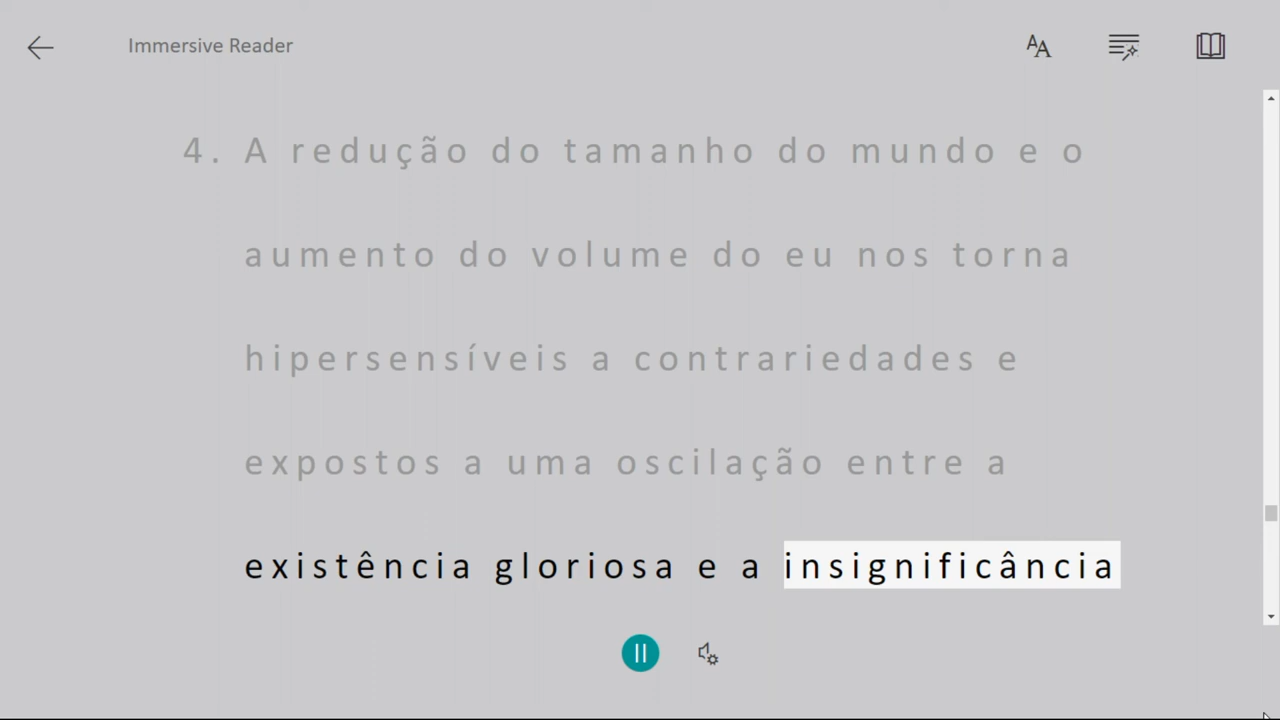 Immersive Reader
4. A redução do tamanho do mundo e o
aumento do volume do eu nos torna
hipersensíveis a contrariedades e
expostos a uma oscilação entre a
existência gloriosa e a insignificância